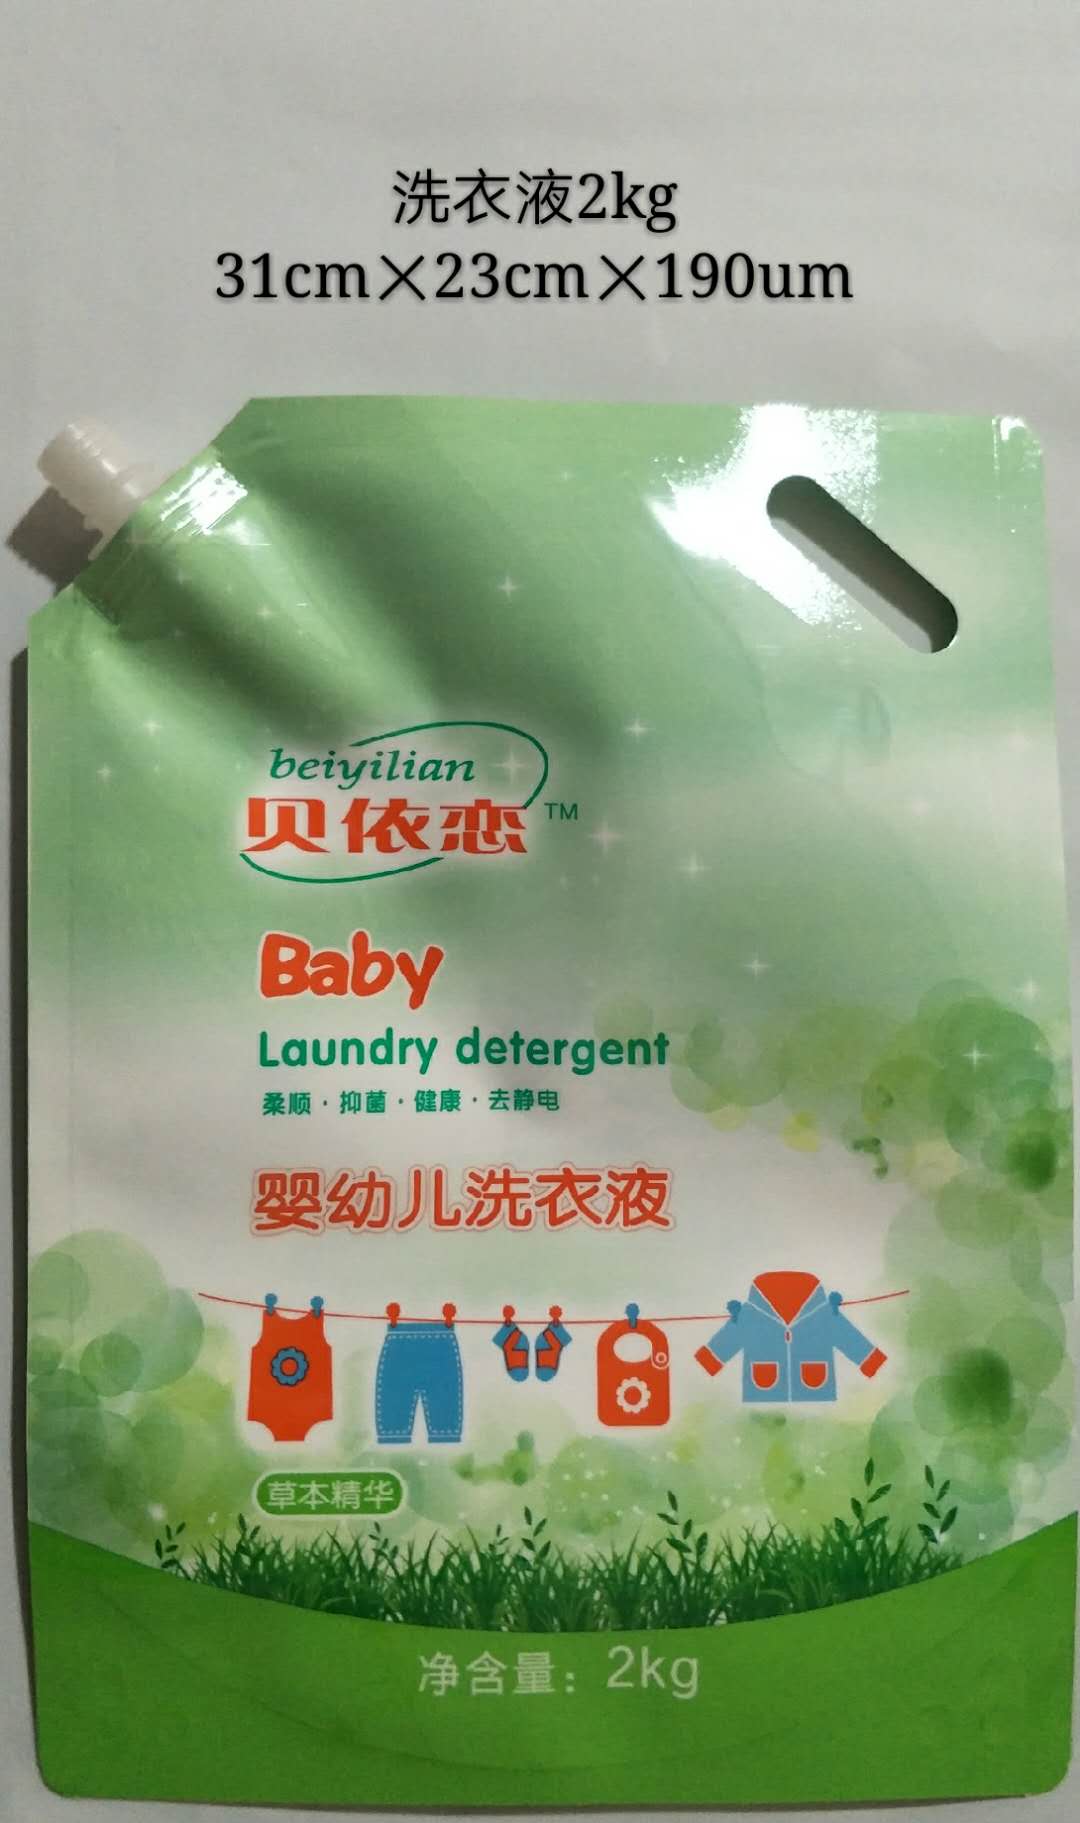 洗衣液2kg
31cm×23cm×190um
beiyilian
贝依恋™
Baby
Laundry detergent
柔顺·抑菌·健康·去静电
婴幼儿洗衣液
草本精华
净含量：2kg